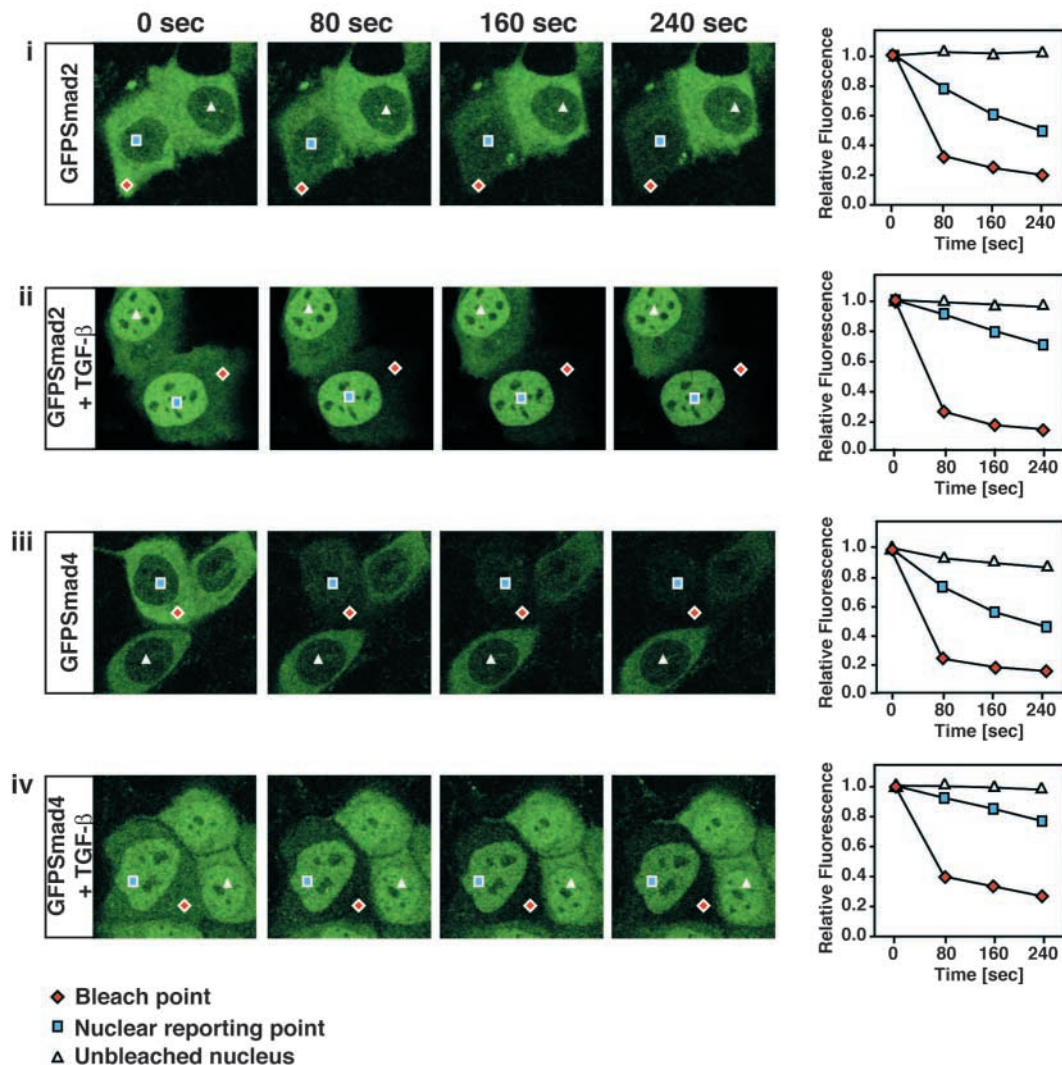 0 sec 80 sec 160 sec 240 sec
i
GFPSmad2
Relative Fluorescence
1.0
0.8
0.6
0.4
0.2
0.0
0 80 160 240
Time [sec]
ii
GFPSmad2
+ TGF-β
Relative Fluorescence
1.0
0.8
0.6
0.4
0.2
0.0
0 80 160 240
Time [sec]
iii
GFPSmad4
Relative Fluorescence
1.0
0.8
0.6
0.4
0.2
0.0
0 80 160 240
Time [sec]
iv
GFPSmad4
+ TGF-β
Relative Fluorescence
1.0
0.8
0.6
0.4
0.2
0.0
0 80 160 240
Time [sec]
Bleach point
Nuclear reporting point
Unbleached nucleus